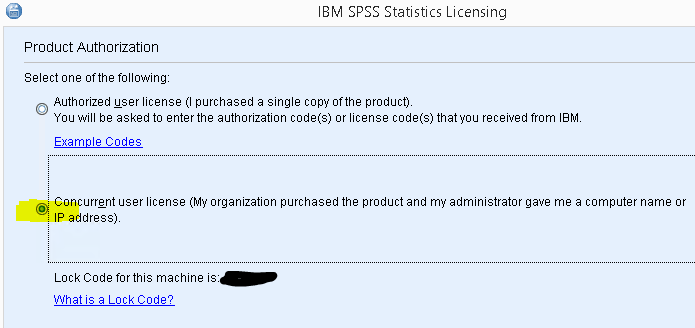 IBM SPSS Statistics Licensing
Product Authorization
Select one of the following:
Authorized user license (I purchased a single copy of the product).
You will be asked to enter the authorization code(s) or license code(s) that you received from IBM.
Example Codes
Concurrent user license (My organization purchased the product and my administrator gave me a computer name or
IP address).
Lock Code for this machine is:
What is a Lock Code?